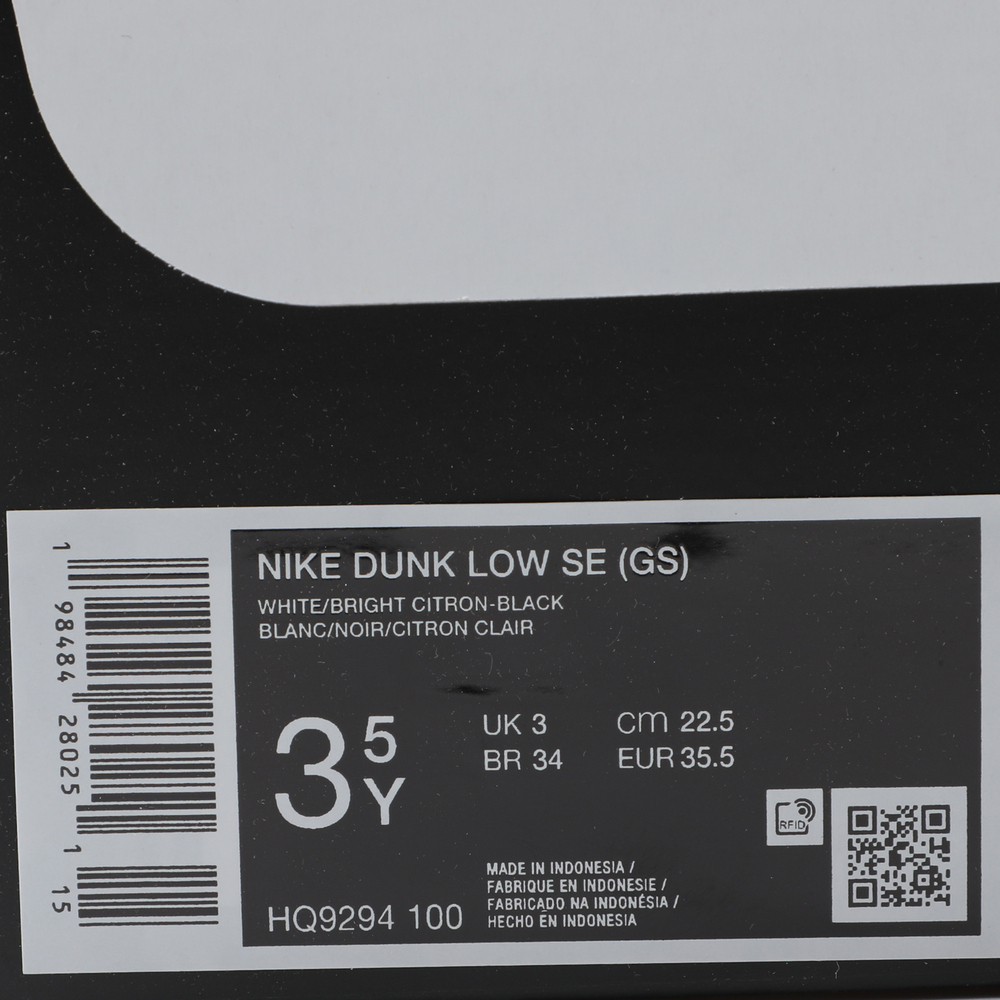 NIKE DUNK LOW SE (GS)
WHITE/BRIGHT CITRON-BLACK
BLANC/NOIR/CITRON CLAIR
3 5 Y
UK 3 cm 22.5
BR 34 EUR 35.5
RFID
MADE IN INDONESIA /
FABRIQUE EN INDONESIE /
FABRICADO NA INDONÉSIA /
HECHO EN INDONESIA
HQ9294 100
1 98484 28025 1 15